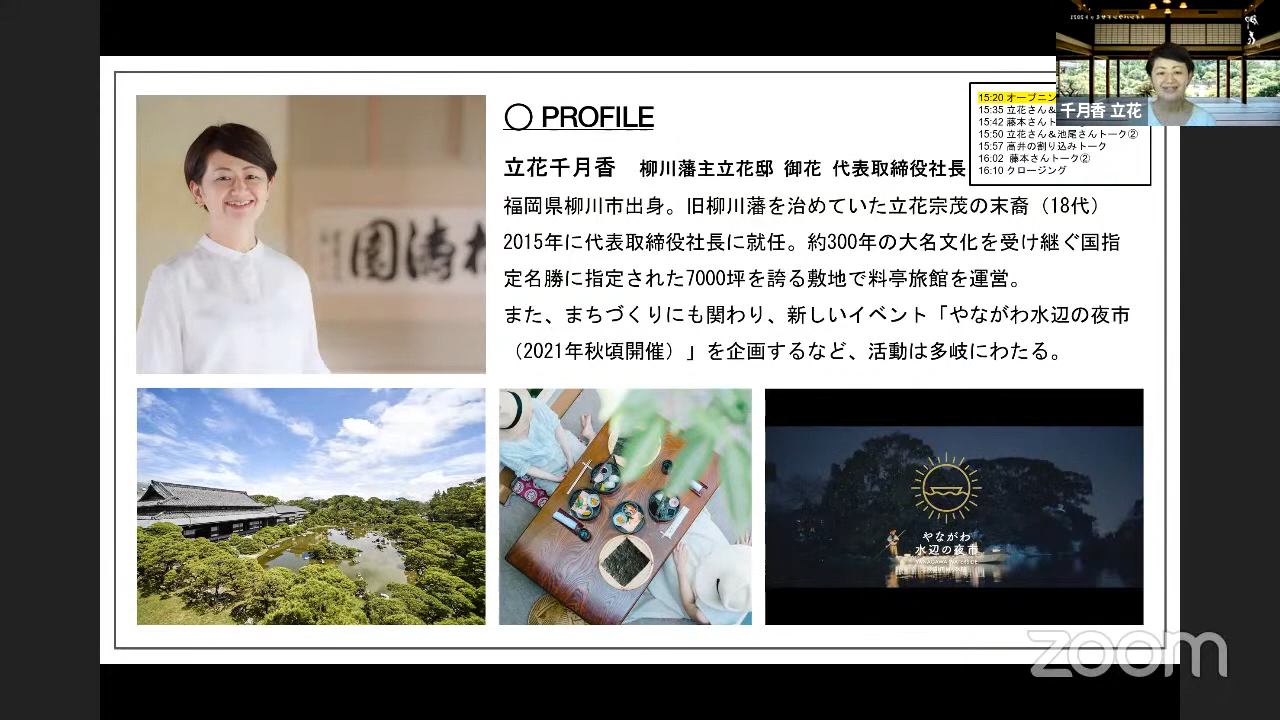 〇 PROFILE
立花千月香 柳川藩主立花邸 御花 代表取締役社長
福岡県柳川市出身。旧柳川藩を治めていた立花宗茂の末裔（18代）
2015年に代表取締役社長に就任。約300年の大名文化を受け継ぐ国指
定名勝に指定された7000坪を誇る敷地で料亭旅館を運営。
また、まちづくりにも関わり、新しいイベント「やながわ水辺の夜市
（2021年秋頃開催）」を企画するなど、活動は多岐にわたる。
15:20 オープニン
15:35 立花さん&
15:42 藤本さんト
15:50 立花さん＆池尾さんトーク②
15:57 高井の割り込みトーク
16:02 藤本さんトーク②
16:10 クロージング
千月香 立花
園
やながわ
水辺の夜市
YANAGAWA WATERSIDE
zoom